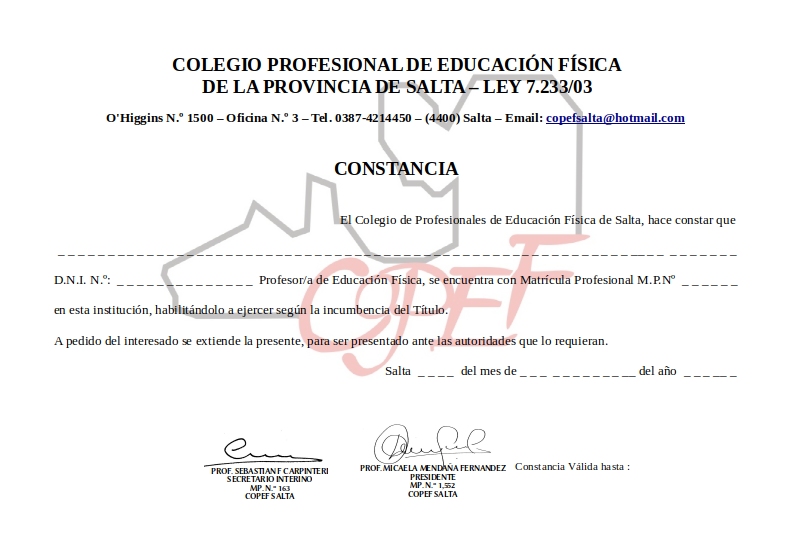 COLEGIO PROFESIONAL DE EDUCACIÓN FÍSICA
DE LA PROVINCIA DE SALTA – LEY 7.233/03
O'Higgins N.º 1500 – Oficina N.º 3 – Tel. 0387-4214450 – (4400) Salta – Email: copefsalta@hotmail.com
CONSTANCIA
El Colegio de Profesionales de Educación Física de Salta, hace constar que
_ _ _ _ _ _ _ _ _ _ _ _ _ _ _ _ _ _ _ _ _ _ _ _ _ _ _ _ _ _ _ _ _ _ _ _ _ _ _ _ _ _ _ _ _ _ _ _ _ _ _ _ _ _ _ _ _ _ _ _
D.N.I. N.º: _ _ _ _ _ _ _ _ _ _ _ _ _ _ _ Profesor/a de Educación Física, se encuentra con Matrícula Profesional M.P.Nº _ _ _ _ _ _
en esta institución, habilitándolo a ejercer según la incumbencia del Título.
A pedido del interesado se extiende la presente, para ser presentado ante las autoridades que lo requieran.
Salta _ _ _ _ del mes de _ _ _ _ _ _ _ _ _ _ __ del año _ _ _ __ _
COPEF
PROF. SEBASTIAN F CARPINTERI
SECRETARIO INTERINO
MP. N.º 163
COPEF SALTA
PROF. MICAELA MENDAÑA FERNANDEZ
PRESIDENTE
MP. N.º 1,552
COPEF SALTA
Constancia Válida hasta :